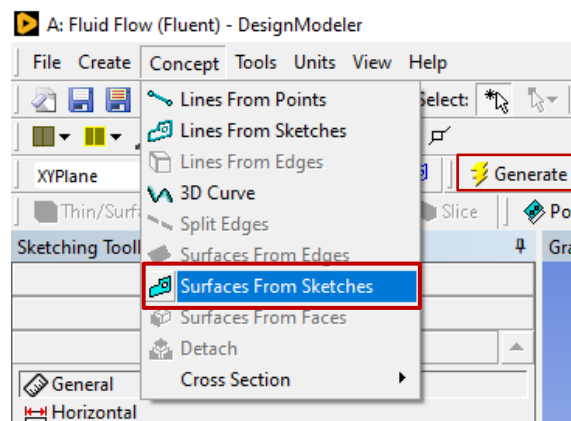 A: Fluid Flow (Fluent) - DesignModeler
File Create Concept Tools Units View Help
Lines From Points
Select:
Lines From Sketches
Lines From Edges
XYPlane
Generate
3D Curve
Thin/Surf
Slice
Po
Split Edges
Sketching Tool
Surfaces From Edges
Gra
Surfaces From Sketches
Surfaces From Faces
Detach
General
Cross Section
Horizontal